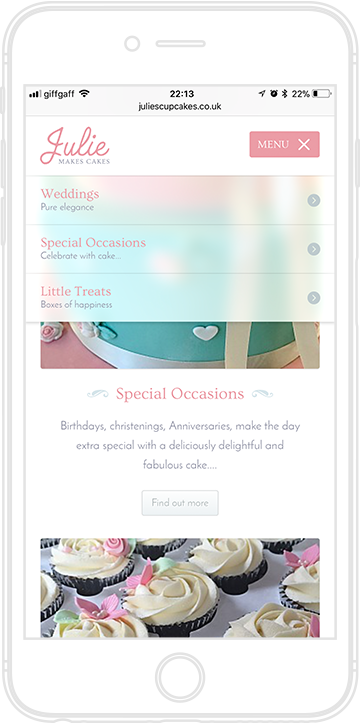 giffgaff 22:13 22%
juliescupcakes.co.uk
Julie
MAKES CAKES
MENU
Weddings
Pure elegance
Special Occasions
Celebrate with cake...
Little Treats
Boxes of happiness
Special Occasions
Birthdays, christenings, Anniversaries, make the day
extra special with a deliciously delightful and
fabulous cake....
Find out more